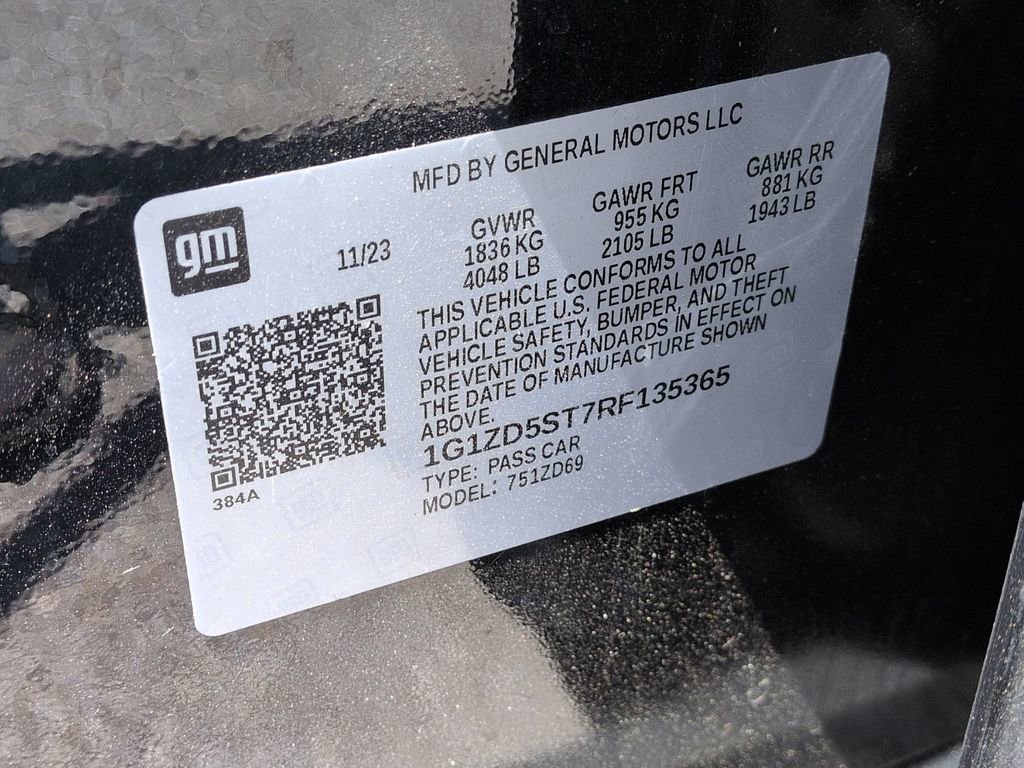 MFD BY GENERAL MOTORS LLC
gm
11/23
GVWR
1836 KG
4048 LB
GAWR FRT
955 KG
2105 LB
GAWR RR
881 KG
1943 LB
THIS VEHICLE CONFORMS TO ALL
APPLICABLE U.S. FEDERAL MOTOR
VEHICLE SAFETY, BUMPER, AND THEFT
PREVENTION STANDARDS IN EFFECT ON
THE DATE OF MANUFACTURE SHOWN
ABOVE.
1G1ZD5ST7RF135365
TYPE: PASS CAR
MODEL: 751ZD69
384A